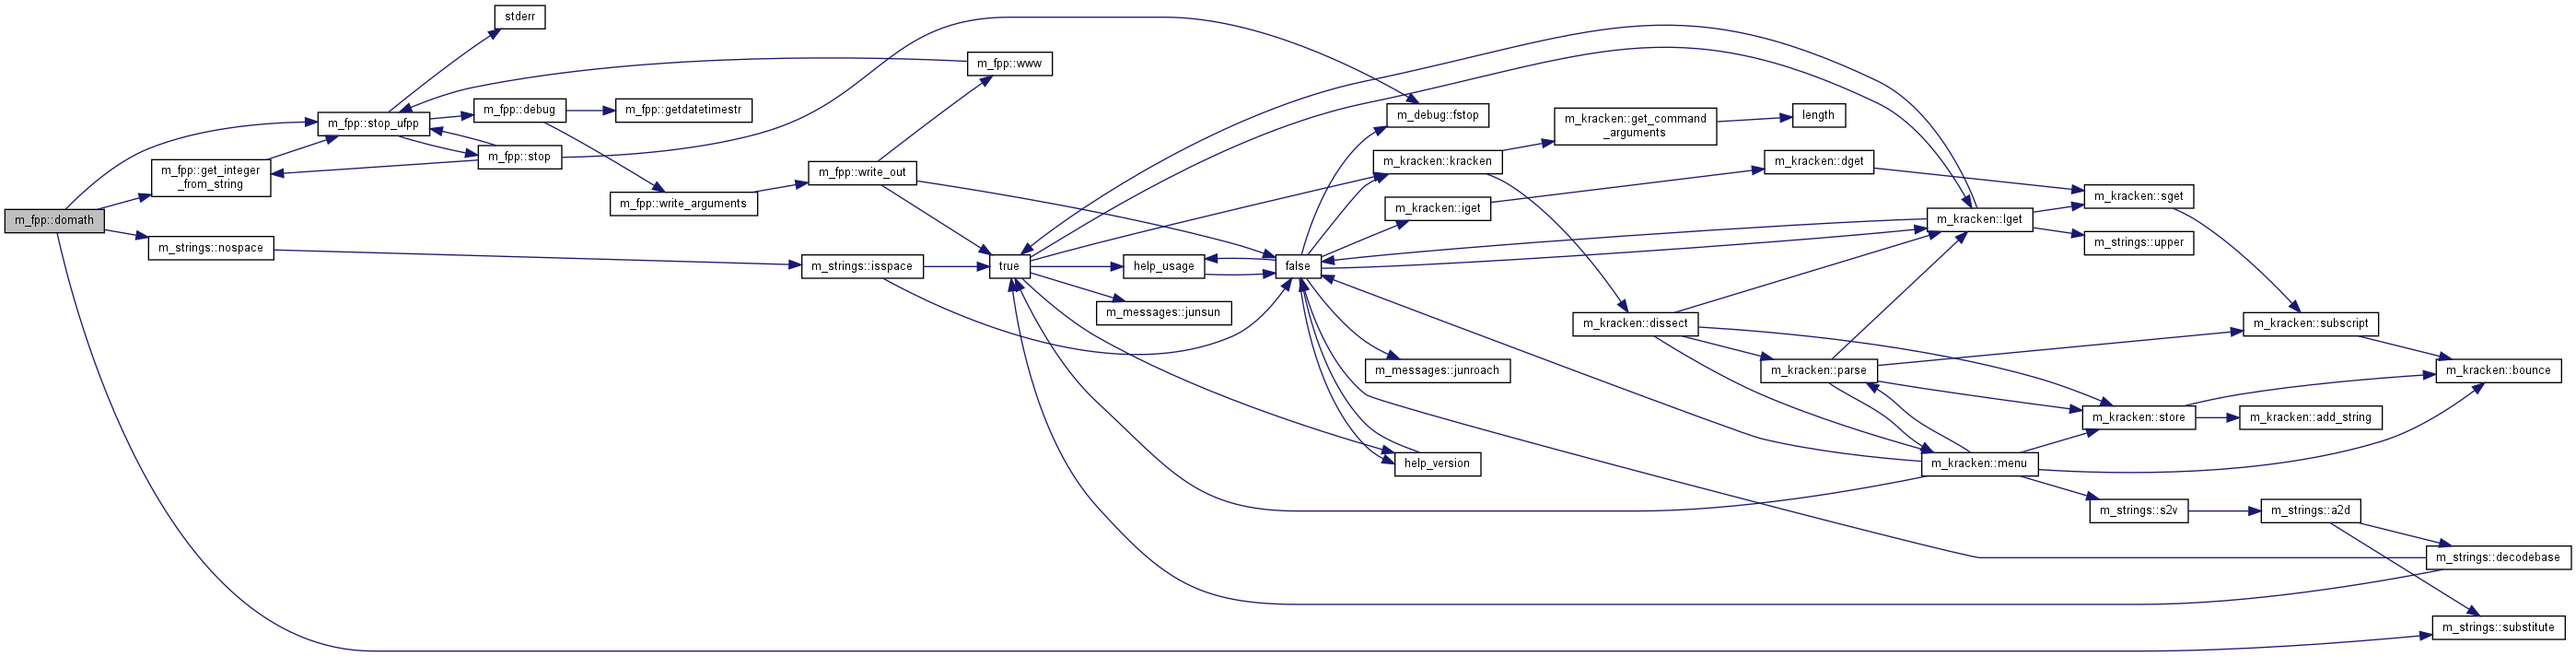 stderr
m_fpp::www
m_fpp::debug
m_fpp::getdatetimestr
m_debug::fstop
length
m_fpp::stop_ufpp
m_kracken::get_command
_arguments
m_fpp::stop
m_kracken::kracken
m_kracken::dget
m_fpp::get_integer
_from_string
m_fpp::write_out
m_kracken::sget
m_fpp::write_arguments
m_kracken::iget
m_fpp::domath
m_kracken::lget
m_strings::nospace
m_strings::upper
m_strings::isspace
true
help_usage
false
m_messages::junsun
m_kracken::dissect
m_kracken::subscript
m_messages::junroach
m_kracken::parse
m_kracken::bounce
m_kracken::store
m_kracken::add_string
help_version
m_kracken::menu
m_strings::s2v
m_strings::a2d
m_strings::decodebase
m_strings::substitute